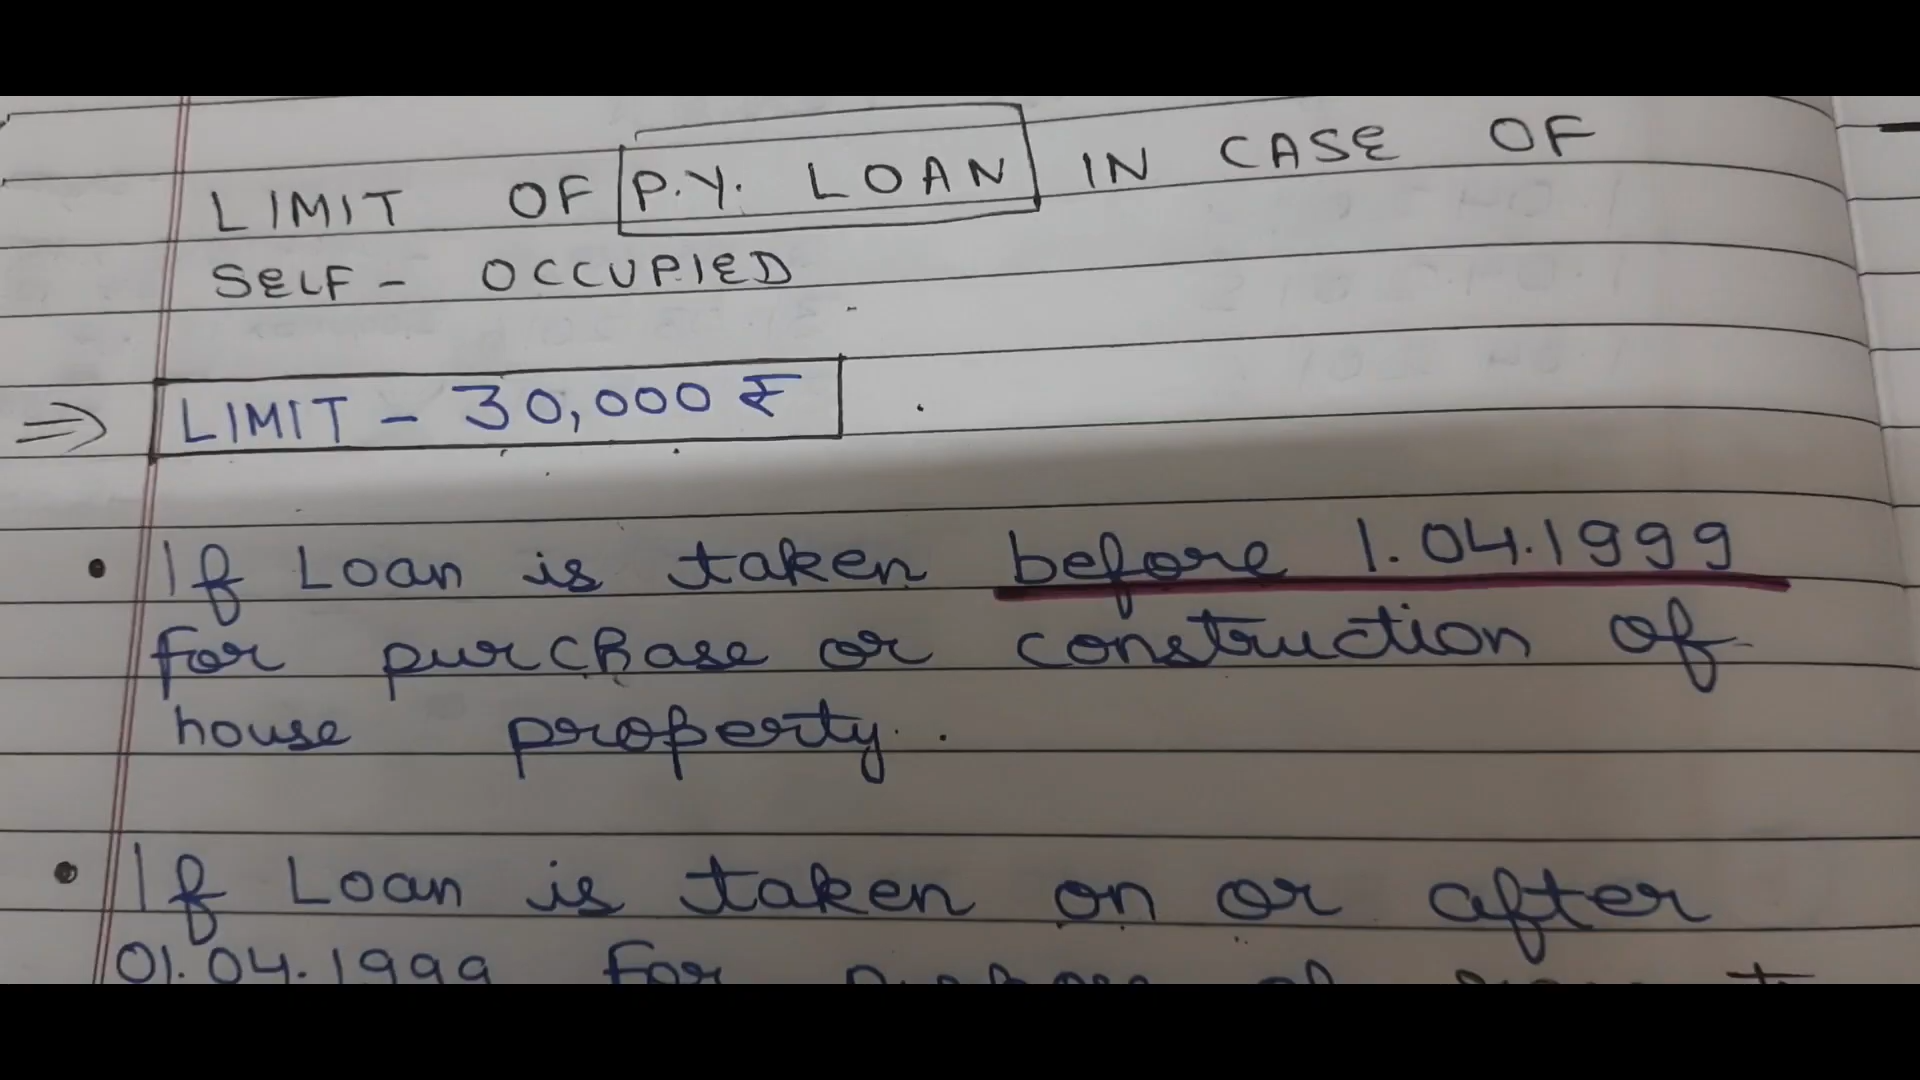 LIMIT OF P.Y. LOAN IN CASE OF
SELF - OCCUPIED
⇒ LIMIT - 30,000 ₹
• If Loan is taken before 1.04.1999
for purchase or construction of
house property.
• If Loan is taken on or after
01.04.1999 for